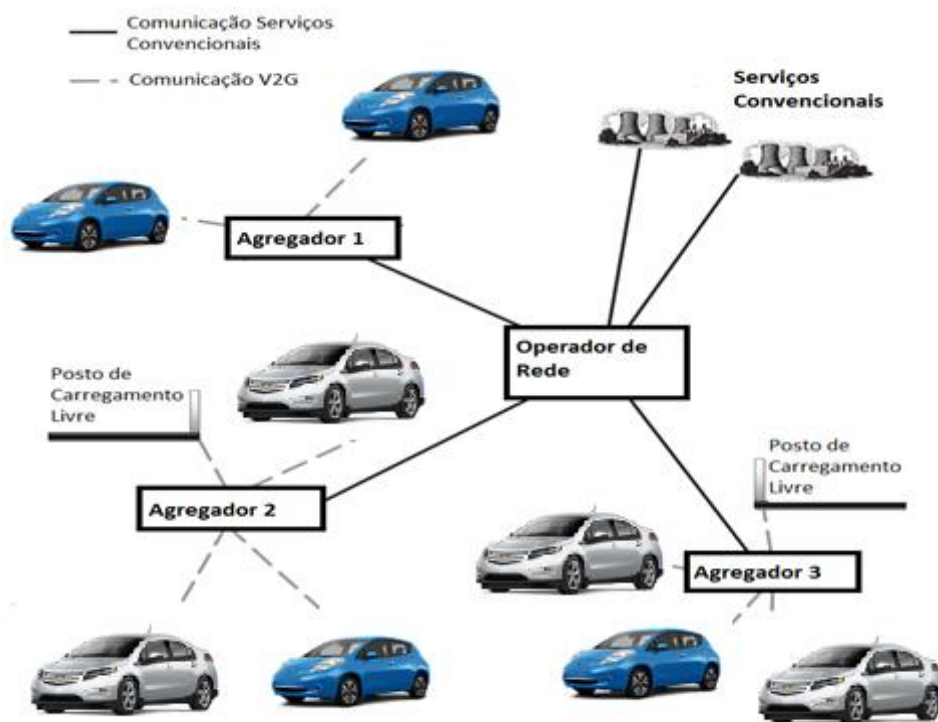 Comunicação Serviços
Convencionais
Comunicação V2G
Serviços
Convencionais
Agregador 1
Operador de
Rede
Posto de
Carregamento
Livre
Posto de
Carregamento
Livre
Agregador 2
Agregador 3